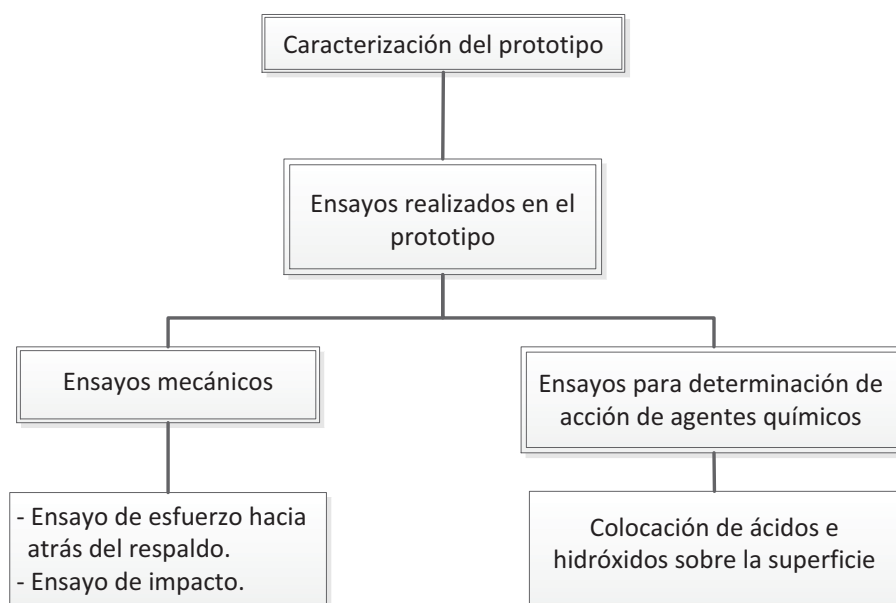 Caracterización del prototipo
Ensayos realizados en el
prototipo
Ensayos mecánicos
Ensayos para determinación de
acción de agentes químicos
- Ensayo de esfuerzo hacia
atrás del respaldo.
- Ensayo de impacto.
Colocación de ácidos e
hidróxidos sobre la superficie